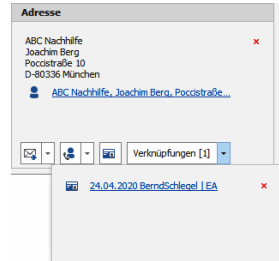 Adresse
ABC Nachhilfe
Joachim Berg
Poccistraße 10
D-80336 München
ABC Nachhilfe, Joachim Berg, Poccistraße...
Verknüpfungen [1]
24.04.2020 BerndSchlegel | EA